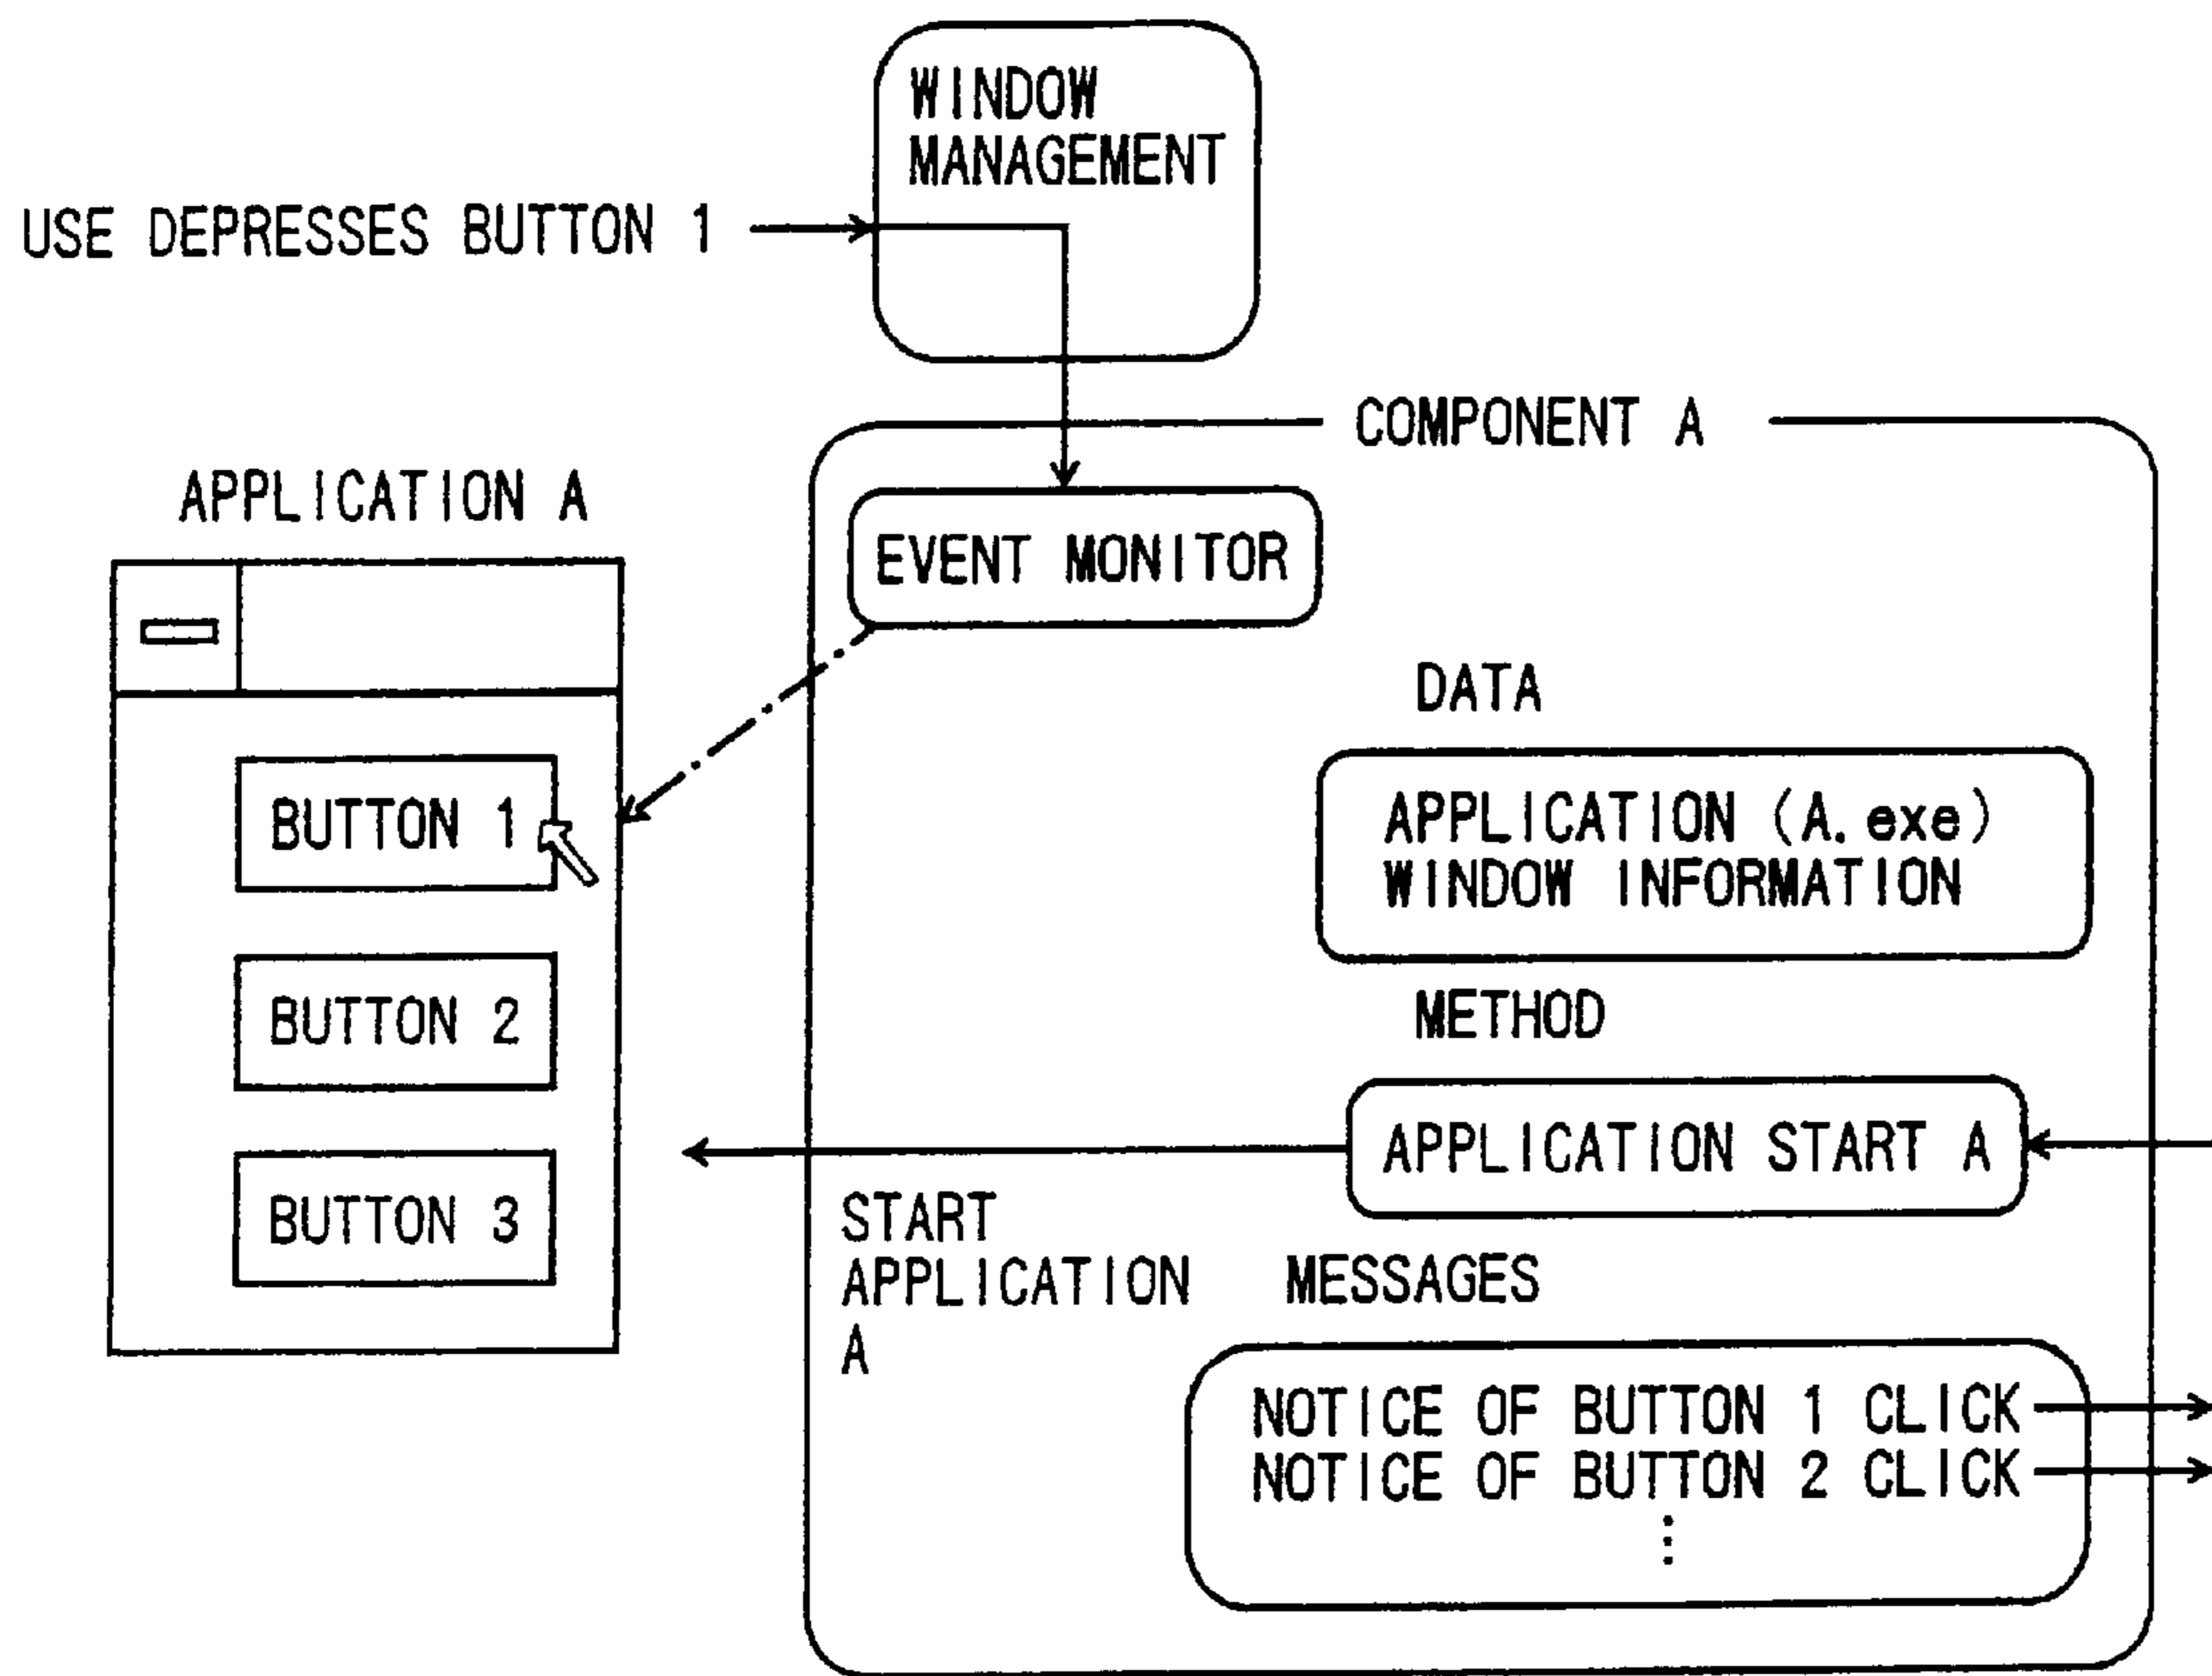 WINDOW
MANAGEMENT
USE DEPRESSES BUTTON 1
COMPONENT A
APPLICATION A
EVENT MONITOR
DATA
BUTTON 1
APPLICATION (A.exe)
WINDOW INFORMATION
BUTTON 2
METHOD
APPLICATION START A
BUTTON 3
START
APPLICATION
A
MESSAGES
NOTICE OF BUTTON 1 CLICK
NOTICE OF BUTTON 2 CLICK
⋮